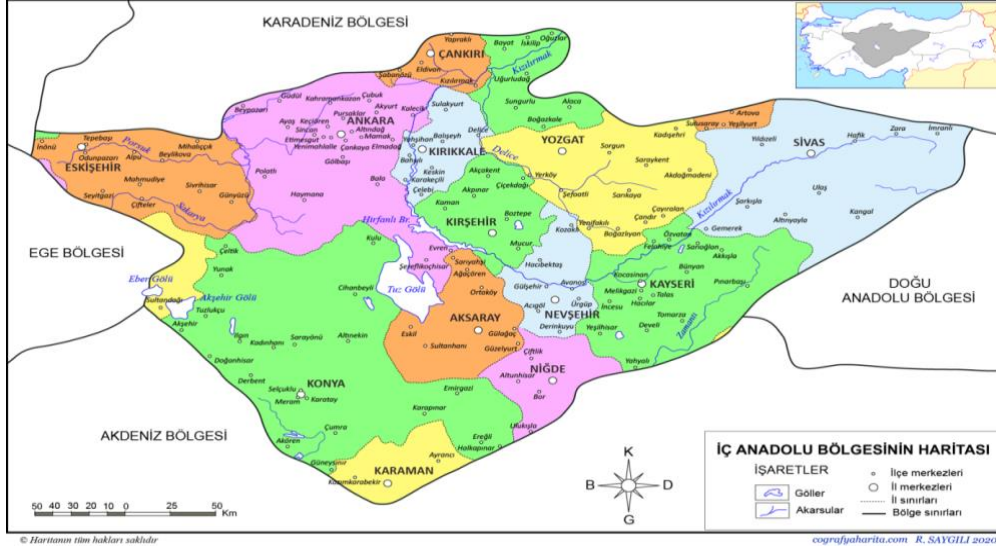 KARADENİZ BÖLGESİ
Yapraklı
Bayat
İskilip
Oğuzlar
ÇANKIRI
Eldivan
Şabanözü
Kızılırmak
Kızılırmak
Uğurludağ
Güdül
Beypazarı
Kahramankazan
Çubuk
Akyurt
Kalecik
Pursaklar
Sulakyurt
Sungurlu
Alaca
Boğazkale
Artova
Sulusaray
Yeşilyurt
Ayaş
Keçiören
ANKARA
Sincan
Altındağ
Etimesgut
Mamak
Yenimahalle
Çankaya
Elmadağ
Gölbaşı
Yahşihan
Balışeyh
Delice
KIRIKKALE
Bahşılı
Keskin
Karakeçili
Çelebi
Delice
YOZGAT
Kadışehri
Sorgun
Saraykent
Akdağmadeni
Yerköy
Şefaatli
Sarıkaya
Çayıralan
Çandır
Yenifakılı
Boğazlıyan
Yıldızeli
SİVAS
Hafik
Zara
İmranlı
Ulaş
Kızılırmak
Şarkışla
Altınyayla
Kangal
Gemerek
İnönü
Tepebaşı
Odunpazarı
Porsuk
Alpu
Mihalıççık
Beylikova
ESKİŞEHİR
Mahmudiye
Seyitgazi
Sivrihisar
Çifteler
Günyüzü
Sakarya
Polatlı
Haymana
Bala
Akçakent
Akpınar
Çiçekdağı
Kaman
Boztepe
KIRŞEHİR
Mucur
Hirfanlı Br.
EGE BÖLGESİ
Çeltik
Kulu
Evren
Şereflikoçhisar
Sarıyahşi
Ağaçören
Kozaklı
Hacıbektaş
Özvatan
Felahiye
Sarıoğlan
Akkışla
Kocasinan
Bünyan
KAYSERİ
Melikgazi
Talas
Hacılar
İncesu
Pınarbaşı
Tomarza
Develi
Yeşilhisar
Yahyalı
Zamantı
DOĞU
ANADOLU BÖLGESİ
Yunak
Eber Gölü
Sultandağı
Akşehir Gölü
Tuzlukçu
Akşehir
Cihanbeyli
Tuz Gölü
Ortaköy
Gülşehir
Avanos
Ürgüp
Acıgöl
NEVŞEHİR
Derinkuyu
AKSARAY
Eskil
Gülağaç
Sultanhanı
Güzelyurt
Çiftlik
NİĞDE
Altunhisar
Bor
Ulukışla
Ilgın
Kadınhanı
Sarayönü
Altınekin
Doğanhisar
Derbent
Selçuklu
KONYA
Meram
Karatay
Emirgazi
Karapınar
Çumra
Akören
Ereğli
Halkapınar
Güneysınır
Ayrancı
KARAMAN
Kazımkarabekir
AKDENİZ BÖLGESİ
50 40 30 20 10 0 25 50
Km
K
B D
G
İÇ ANADOLU BÖLGESİNİN HARİTASI
İŞARETLER
Göller
Akarsular
İlçe merkezleri
İl merkezleri
İl sınırları
Bölge sınırları
© Haritanın tüm hakları saklıdır
cografyaharita.com R. SAYGILI 2020